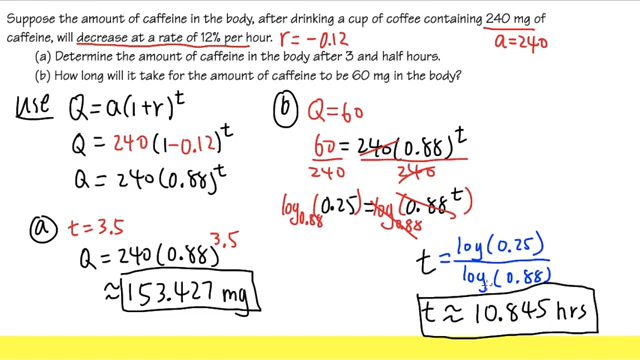 Suppose the amount of caffeine in the body, after drinking a cup of coffee containing 240 mg of
caffeine, will decrease at a rate of 12% per hour. r = -0.12 a = 240
(a) Determine the amount of caffeine in the body after 3 and half hours.
(b) How long will it take for the amount of caffeine to be 60 mg in the body?
use Q = a(1+r)^t
Q = 240(1-0.12)^t
Q = 240(0.88)^t
(a) t = 3.5
Q = 240(0.88)^3.5
≈ 153.427 mg
(b) Q = 60
60 = 240(0.88)^t
240 240
log_0.88(0.25) = log_0.88(0.88^t)
t = log(0.25)
log(0.88)
t ≈ 10.845 hrs